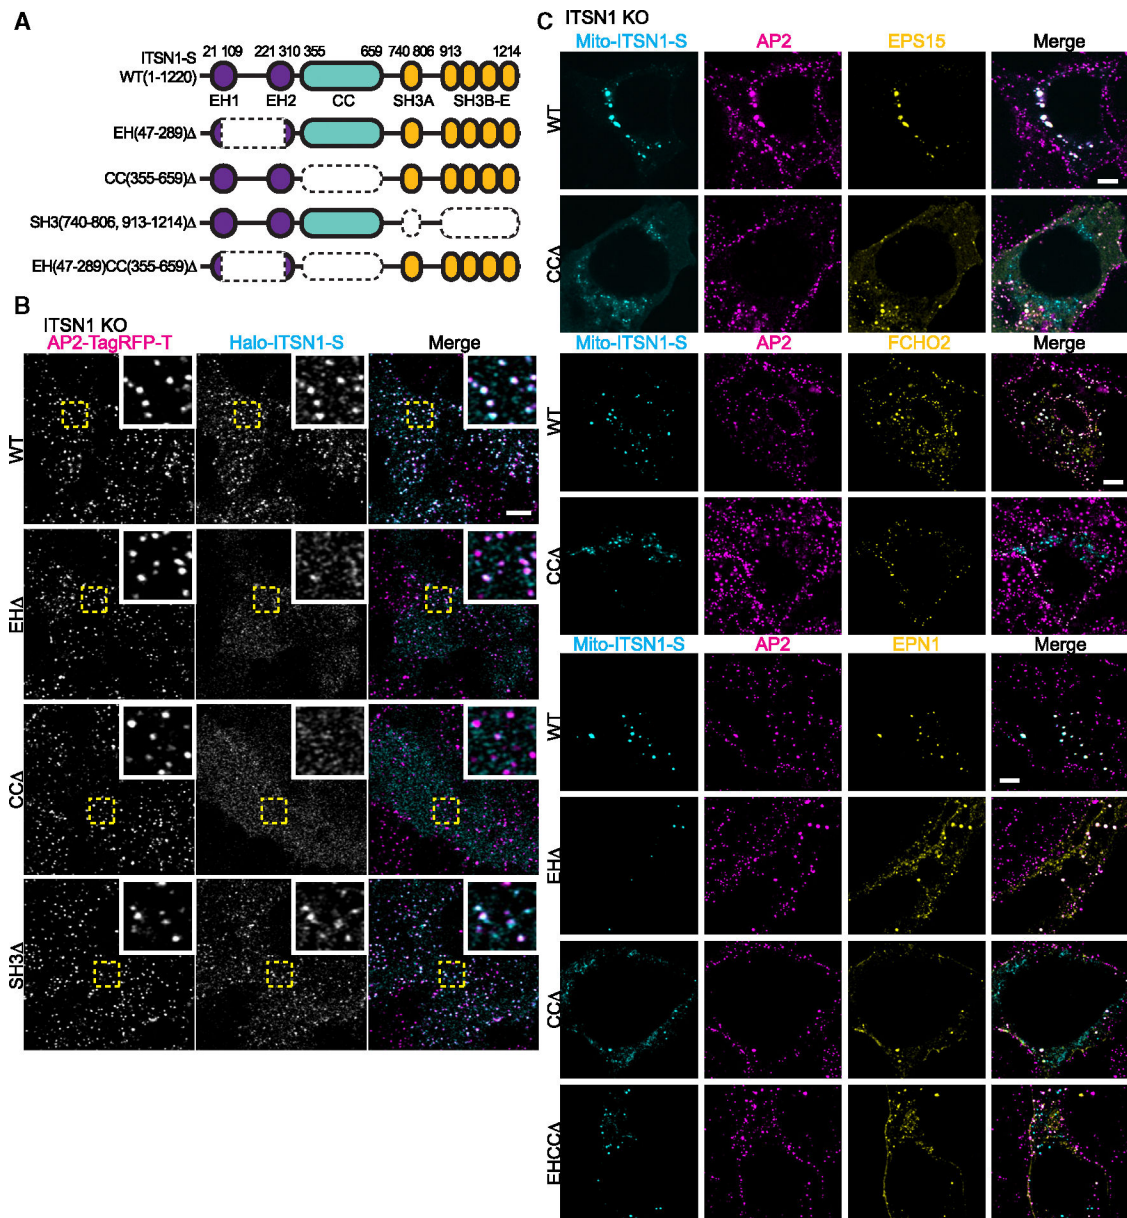 A
21 109 221 310 355 659 740 806 913 1214
ITSN1-S
WT(1-1220)
EH1 EH2 CC SH3A SH3B-E
EH(47-289)Δ
CC(355-659)Δ
SH3(740-806, 913-1214)Δ
EH(47-289)CC(355-659)Δ
B
ITSN1 KO
AP2-TagRFP-T Halo-ITSN1-S Merge
WT
EHΔ
CCΔ
SH3Δ
C
ITSN1 KO
Mito-ITSN1-S AP2 EPS15 Merge
WT
CCΔ
Mito-ITSN1-S AP2 FCHO2 Merge
WT
CCΔ
Mito-ITSN1-S AP2 EPN1 Merge
WT
EHΔ
CCΔ
EHCCΔ